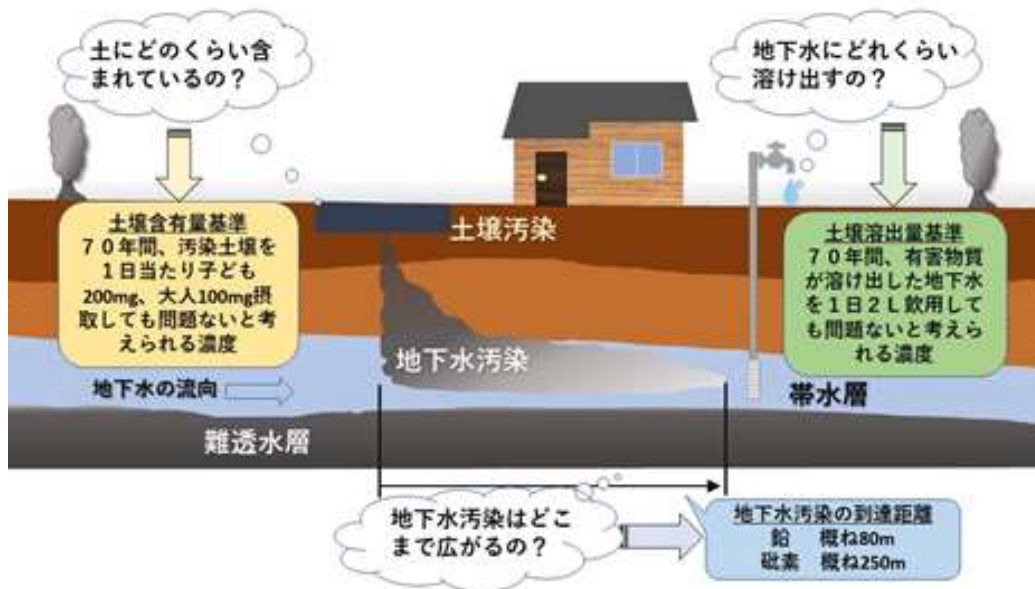 土にどのくらい含
まれているの？
地下水にどれくらい
溶け出すの？
土壌含有量基準
７０年間、汚染土壌を
１日当たり子ども
200mg、大人100mg摂
取しても問題ないと考
えられる濃度
土壌汚染
土壌溶出量基準
７０年間、有害物質
が溶け出した地下水
を１日２Ｌ飲用して
も問題ないと考えら
れる濃度
地下水汚染
地下水の流向
帯水層
難透水層
地下水汚染はどこ
まで広がるの？
地下水汚染の到達距離
鉛　概ね80m
砒素　概ね250m